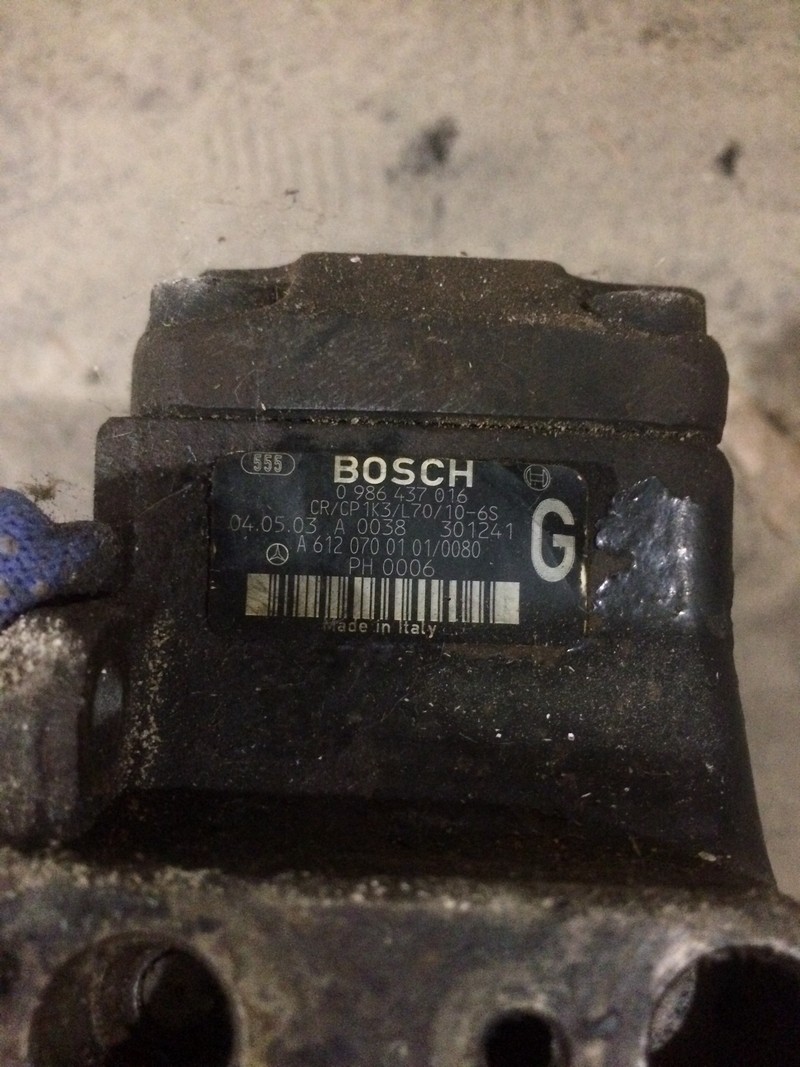 555 BOSCH
0 986 437 016
CR/CP1K3/L70/10-6S
04.05.03 A 0038 301241
G
A 612 070 01 01/0080
PH 0006
Made in Italy